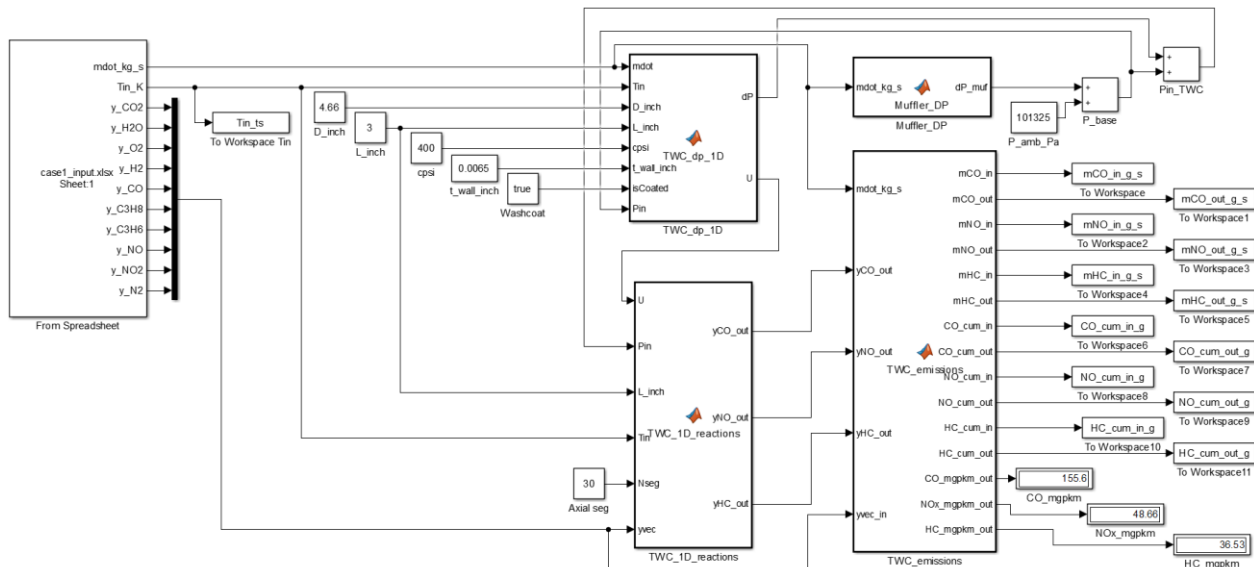 case1_input.xlsx
Sheet:1
mdot_kg_s
Tin_K
y_CO2
y_H2O
y_O2
y_H2
y_CO
y_C3H8
y_C3H6
y_NO
y_NO2
y_N2
From Spreadsheet
Tin_ts
To Workspace Tin
4.66
D_inch
3
L_inch
400
cpsi
0.0065
t_wall_inch
true
Washcoat
mdot
Tin
D_inch
L_inch
cpsi
t_wall_inch
isCoated
Pin
TWC_dp_1D
dP
U
TWC_dp_1D
mdot_kg_s
Muffler_DP
dP_muf
Muffler_DP
101325
P_amb_Pa
+
+
P_base
+
+
Pin_TWC
30
Axial seg
U
Pin
L_inch
Tin
Nseg
yvec
TWC_1D_reactions
yCO_out
yNO_out
yHC_out
TWC_1D_reactions
mdot_kg_s
yCO_out
yNO_out
yHC_out
yvec_in
TWC_emissions
mCO_in
mCO_out
mNO_in
mNO_out
mHC_in
mHC_out
CO_cum_in
CO_cum_out
NO_cum_in
NO_cum_out
HC_cum_in
HC_cum_out
CO_mgpkm_out
NOx_mgpkm_out
HC_mgpkm_out
TWC_emissions
mCO_in_g_s
To Workspace
mCO_out_g_s
To Workspace1
mNO_in_g_s
To Workspace2
mNO_out_g_s
To Workspace3
mHC_in_g_s
To Workspace4
mHC_out_g_s
To Workspace5
CO_cum_in_g
To Workspace6
CO_cum_out_g
To Workspace7
NO_cum_in_g
To Workspace8
NO_cum_out_g
To Workspace9
HC_cum_in_g
To Workspace10
HC_cum_out_g
To Workspace11
155.6
CO_mgpkm
48.66
NOx_mgpkm
36.53
HC_mgpkm